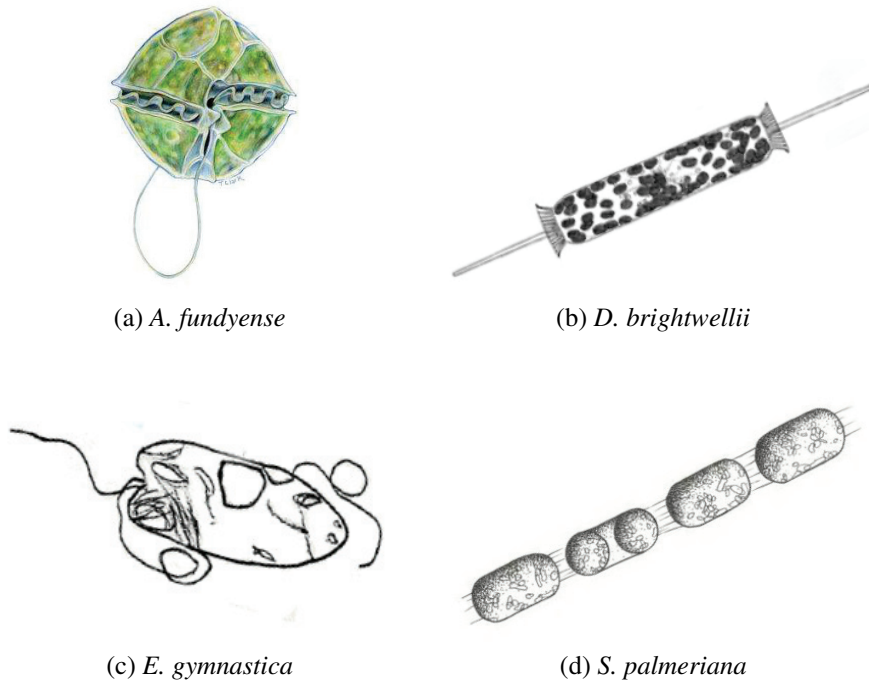 (a) A. fundyense
(b) D. brightwellii
(c) E. gymnastica
(d) S. palmeriana